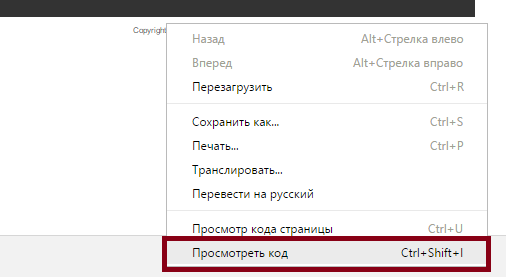 Copyright
Назад Alt+Стрелка влево
Вперед Alt+Стрелка вправо
Перезагрузить Ctrl+R
Сохранить как... Ctrl+S
Печать... Ctrl+P
Транслировать...
Перевести на русский
Просмотр кода страницы Ctrl+U
Просмотреть код Ctrl+Shift+I